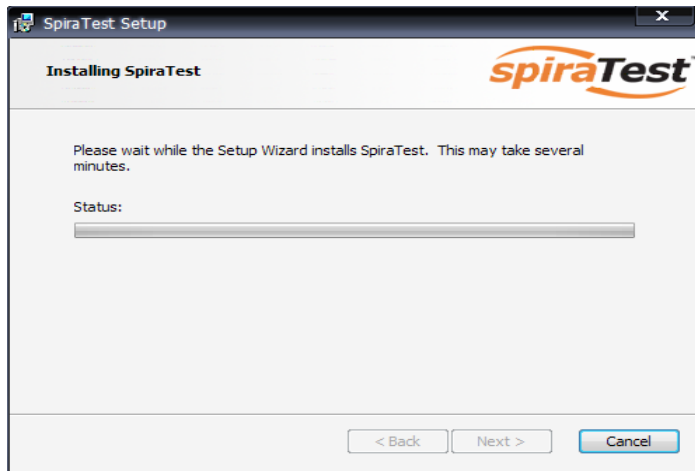 SpiraTest Setup
x
Installing SpiraTest
spiraTest
Please wait while the Setup Wizard installs SpiraTest. This may take several
minutes.
Status:
< Back
Next >
Cancel